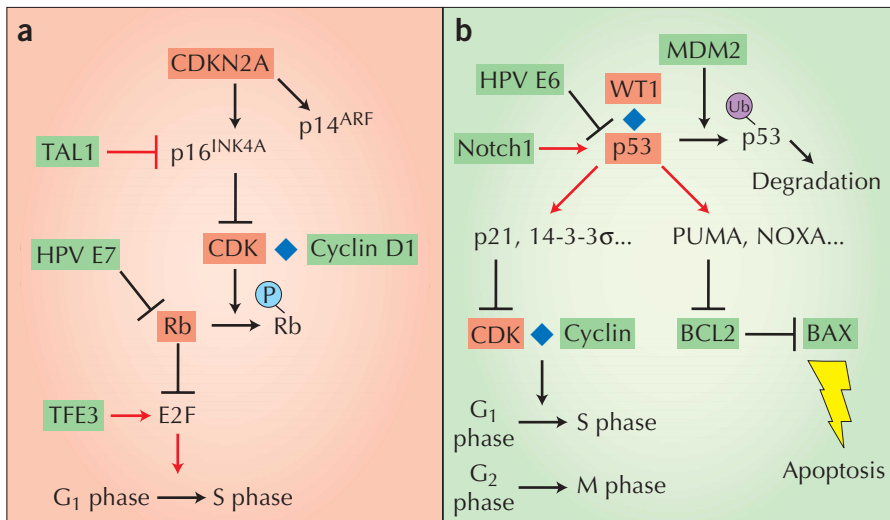 a
CDKN2A
p14ARF
TAL1
p16INK4A
CDK
Cyclin D1
HPV E7
P
Rb
Rb
TFE3
E2F
G1 phase
S phase
b
MDM2
HPV E6
WT1
Ub
Notch1
p53
p53
Degradation
p21, 14-3-3σ...
PUMA, NOXA...
CDK
Cyclin
BCL2
BAX
G1
phase
S phase
G2
phase
M phase
Apoptosis